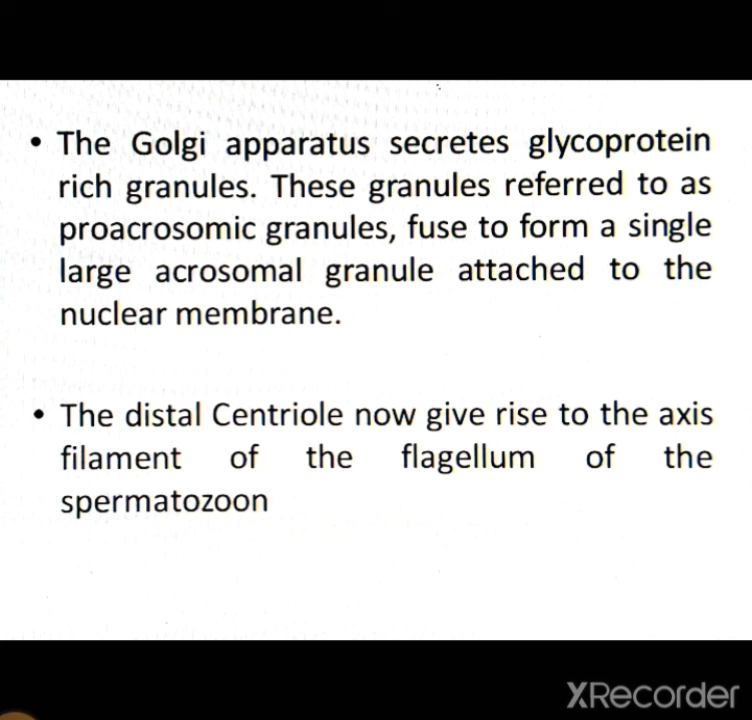 • The Golgi apparatus secretes glycoprotein
rich granules. These granules referred to as
proacrosomic granules, fuse to form a single
large acrosomal granule attached to the
nuclear membrane.
• The distal Centriole now give rise to the axis
filament of the flagellum of the
spermatozoon
XRecorder